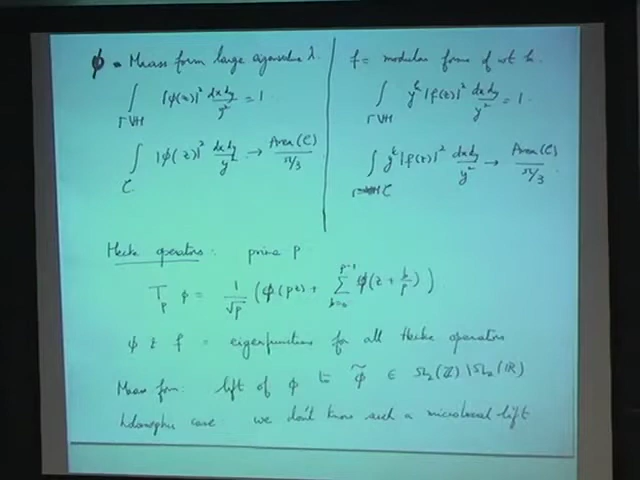 ϕ = Maass form large eigenvalue λ.
∫_{Γ\H} |ϕ(z)|² dx dy / y² = 1
∫_C |ϕ(z)|² dx dy / y² → Area (C) / π/3
f = modular forms of wt k.
∫_{Γ\H} y^k |f(z)|² dx dy / y² = 1.
∫_C y^k |f(z)|² dx dy / y² → Area (C) / π/3
Hecke operators: prime p
T_p ϕ = 1/√p (ϕ(pz) + Σ_{b=0}^{p-1} ϕ(z + b/p))
ϕ & f = eigenfunctions for all Hecke operators
Maass form: lift of ϕ to ϕ̃ ∈ SL₂(ℤ)\SL₂(ℝ)
holomorphic case we don't know such a microlocal lift